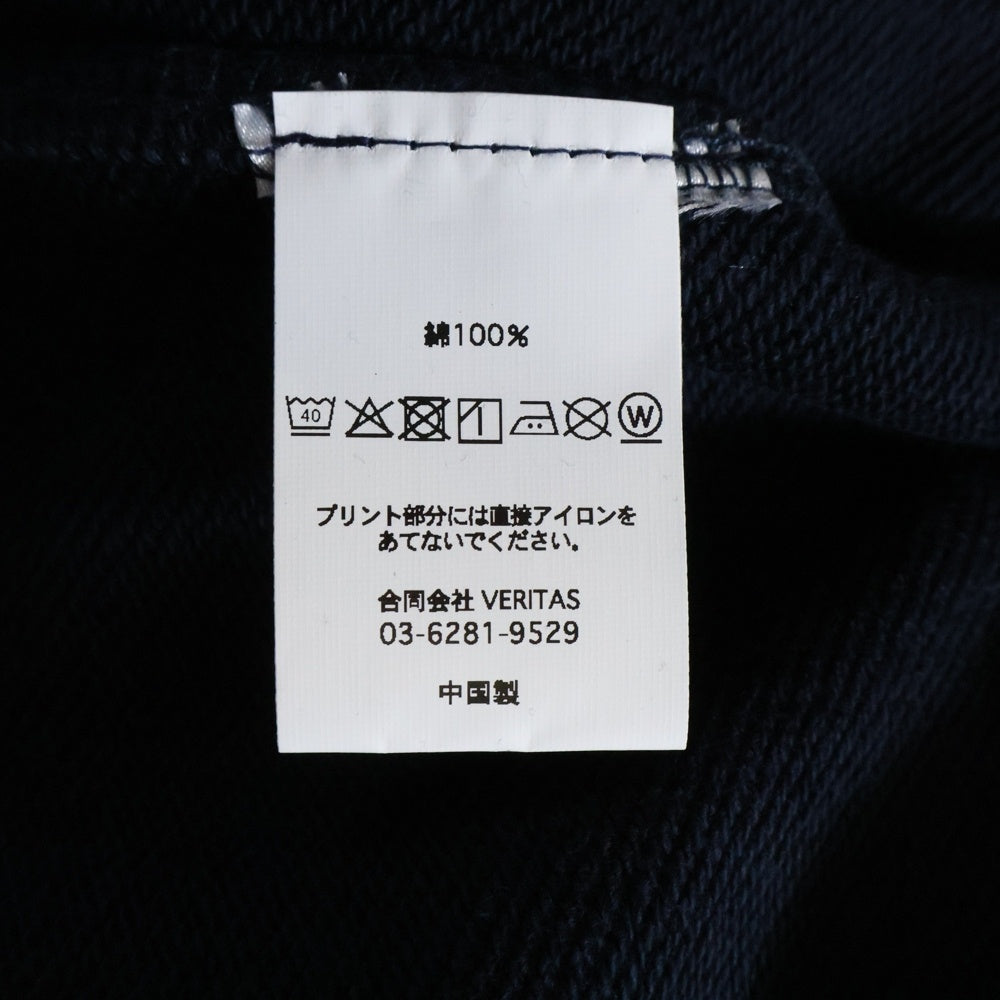 綿100%
40
W
プリント部分には直接アイロンを
あてないでください。
合同会社 VERITAS
03-6281-9529
中国製